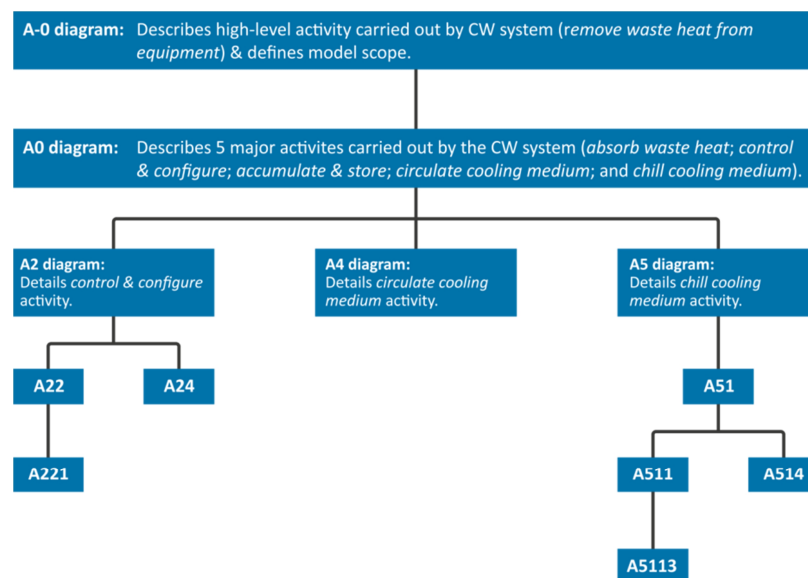 A-0 diagram: Describes high-level activity carried out by CW system (remove waste heat from
equipment) & defines model scope.
A0 diagram: Describes 5 major activites carried out by the CW system (absorb waste heat; control
& configure; accumulate & store; circulate cooling medium; and chill cooling medium).
A2 diagram:
Details control & configure
activity.
A4 diagram:
Details circulate cooling
medium activity.
A5 diagram:
Details chill cooling
medium activity.
A22
A24
A51
A221
A511
A514
A5113